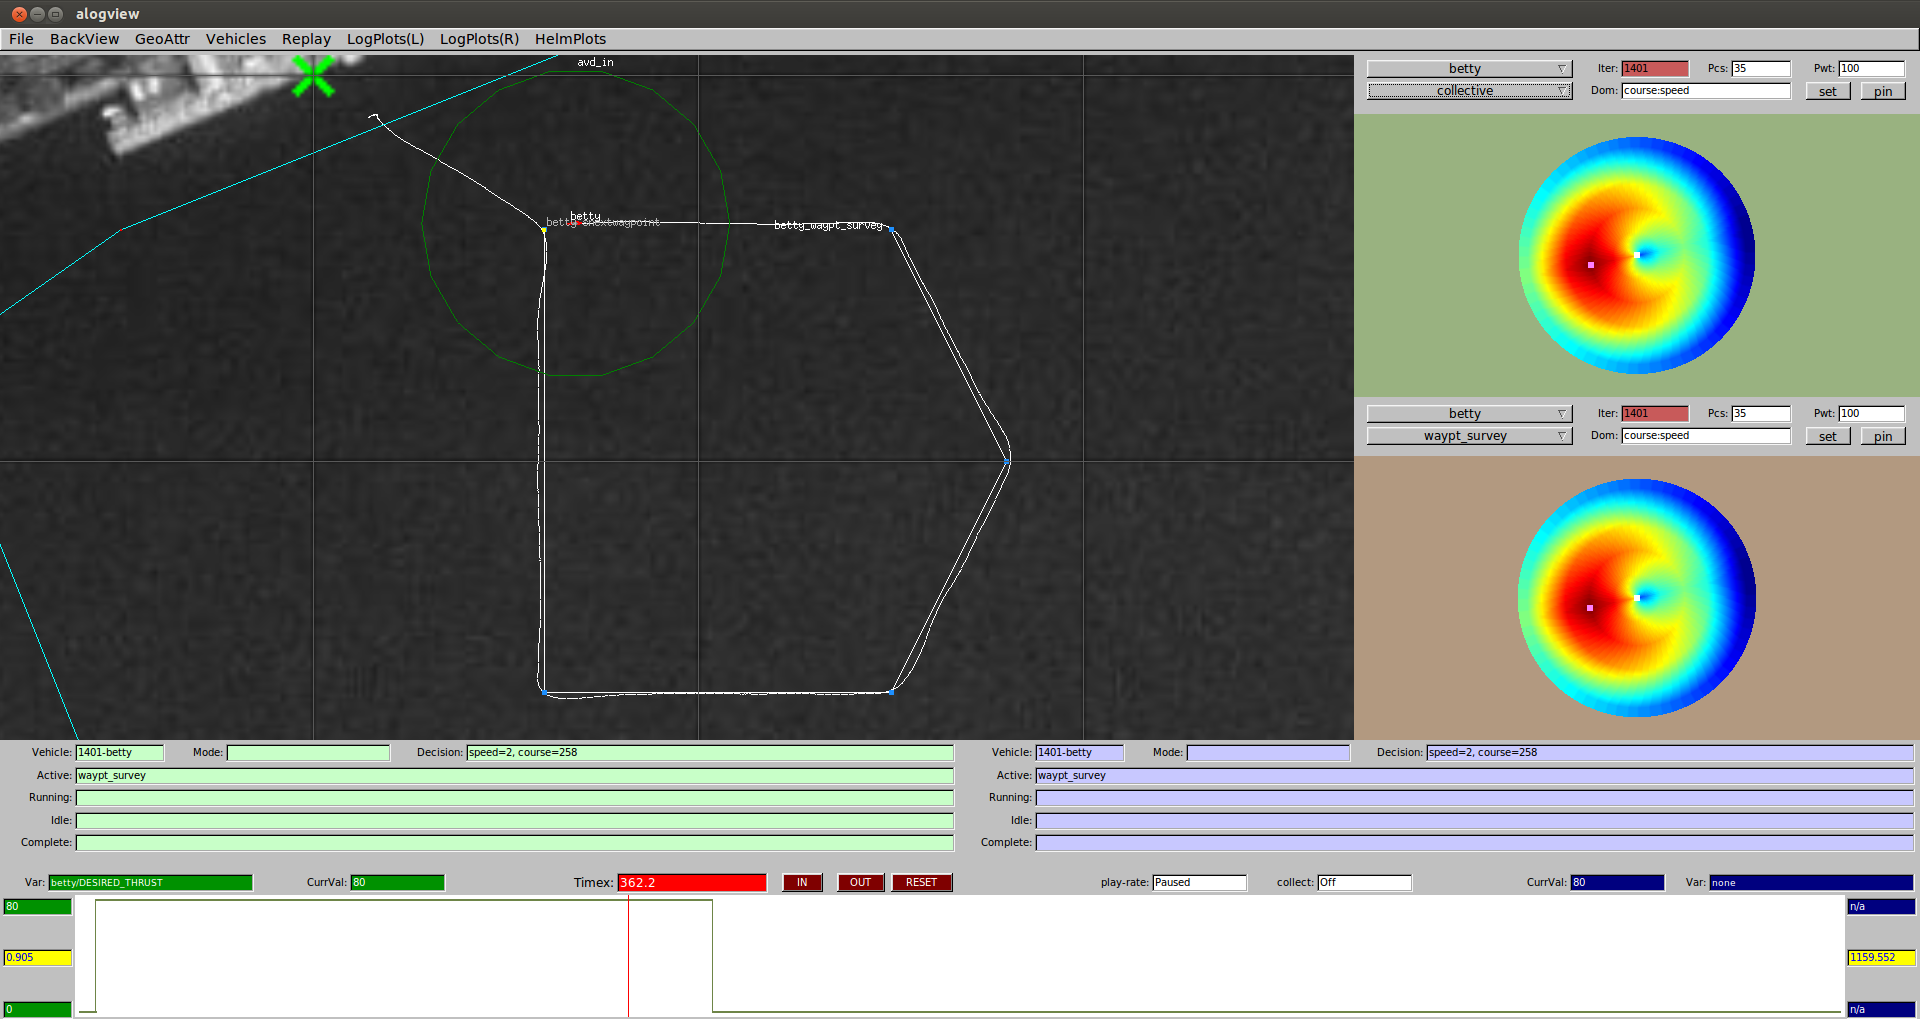 alogview
File BackView GeoAttr Vehicles Replay LogPlots(L) LogPlots(R) HelmPlots
avd_in
betty
betty_waypt_survey
betty Iter: 1401 Pcs: 35 Pwt: 100
collective Dom: course:speed set pin
betty Iter: 1401 Pcs: 35 Pwt: 100
waypt_survey Dom: course:speed set pin
Vehicle: 1401-betty Mode: Decision: speed=2, course=258 Vehicle: 1401-betty Mode: Decision: speed=2, course=258
Active: waypt_survey Active: waypt_survey
Running: Running:
Idle: Idle:
Complete: Complete:
Var: betty/DESIRED_THRUST CurrVal: 80 Timex: 362.2 IN OUT RESET play-rate: Paused collect: Off CurrVal: 80 Var: none
80 n/a
0.905 1159.552
0 n/a